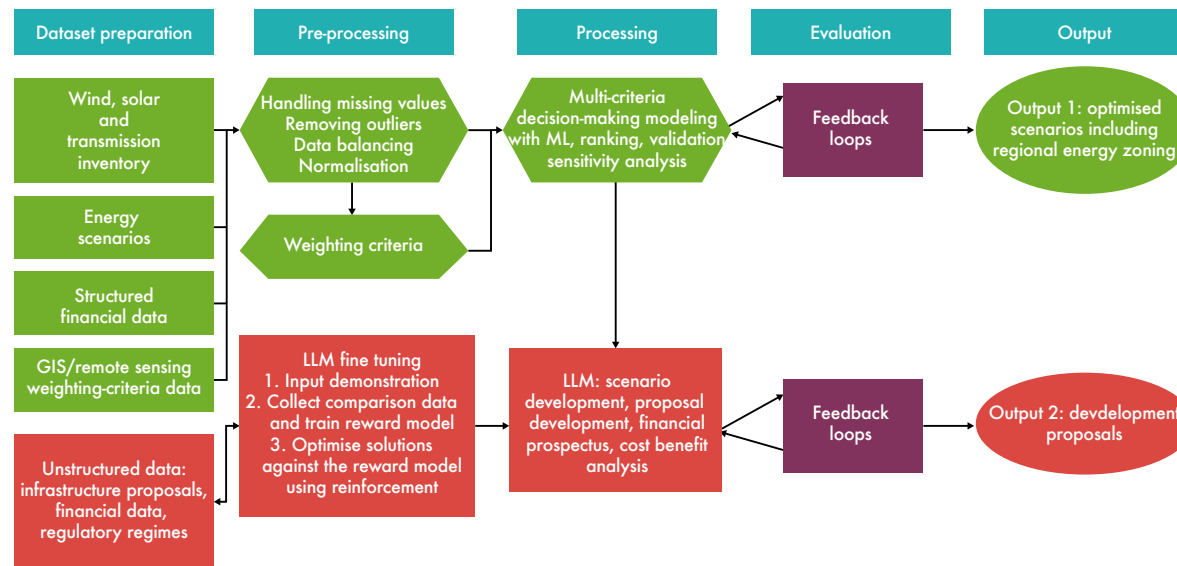 Dataset preparation
Pre-processing
Processing
Evaluation
Output
Wind, solar
and
transmission
inventory
Handling missing values
Removing outliers
Data balancing
Normalisation
Multi-criteria
decision-making modeling
with ML, ranking, validation
sensitivity analysis
Feedback
loops
Output 1: optimised
scenarios including
regional energy zoning
Energy
scenarios
Weighting criteria
Structured
financial data
GIS/remote sensing
weighting-criteria data
LLM fine tuning
1. Input demonstration
2. Collect comparison data
and train reward model
3. Optimise solutions
against the reward model
using reinforcement
LLM: scenario
development, proposal
development, financial
prospectus, cost benefit
analysis
Feedback
loops
Output 2: devdelopment
proposals
Unstructured data:
infrastructure proposals,
financial data,
regulatory regimes